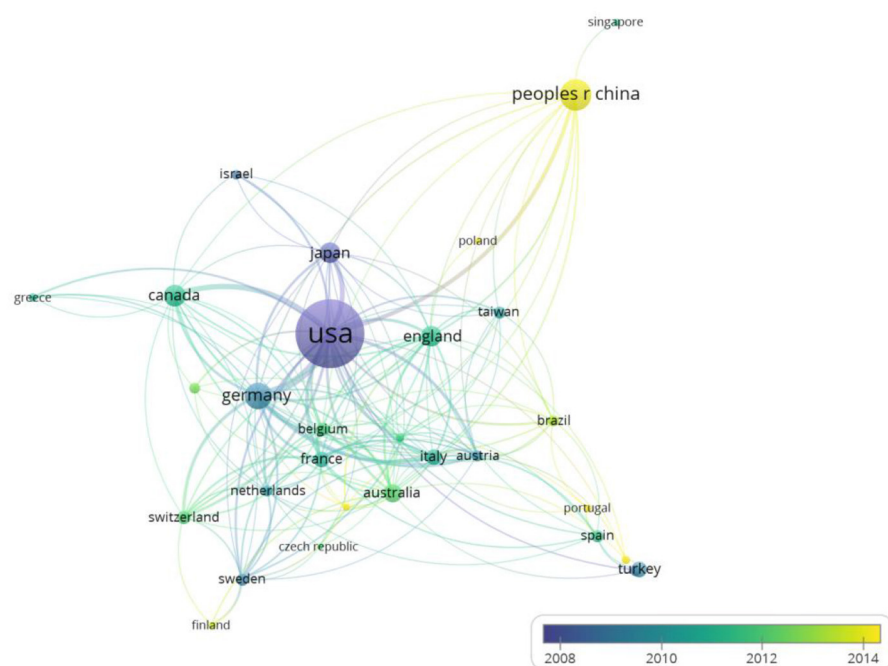 singapore
peoples r china
israel
poland
japan
greece
canada
taiwan
usa
england
germany
brazil
belgium
france
italy
austria
netherlands
australia
switzerland
portugal
spain
czech republic
sweden
turkey
finland
2008
2010
2012
2014